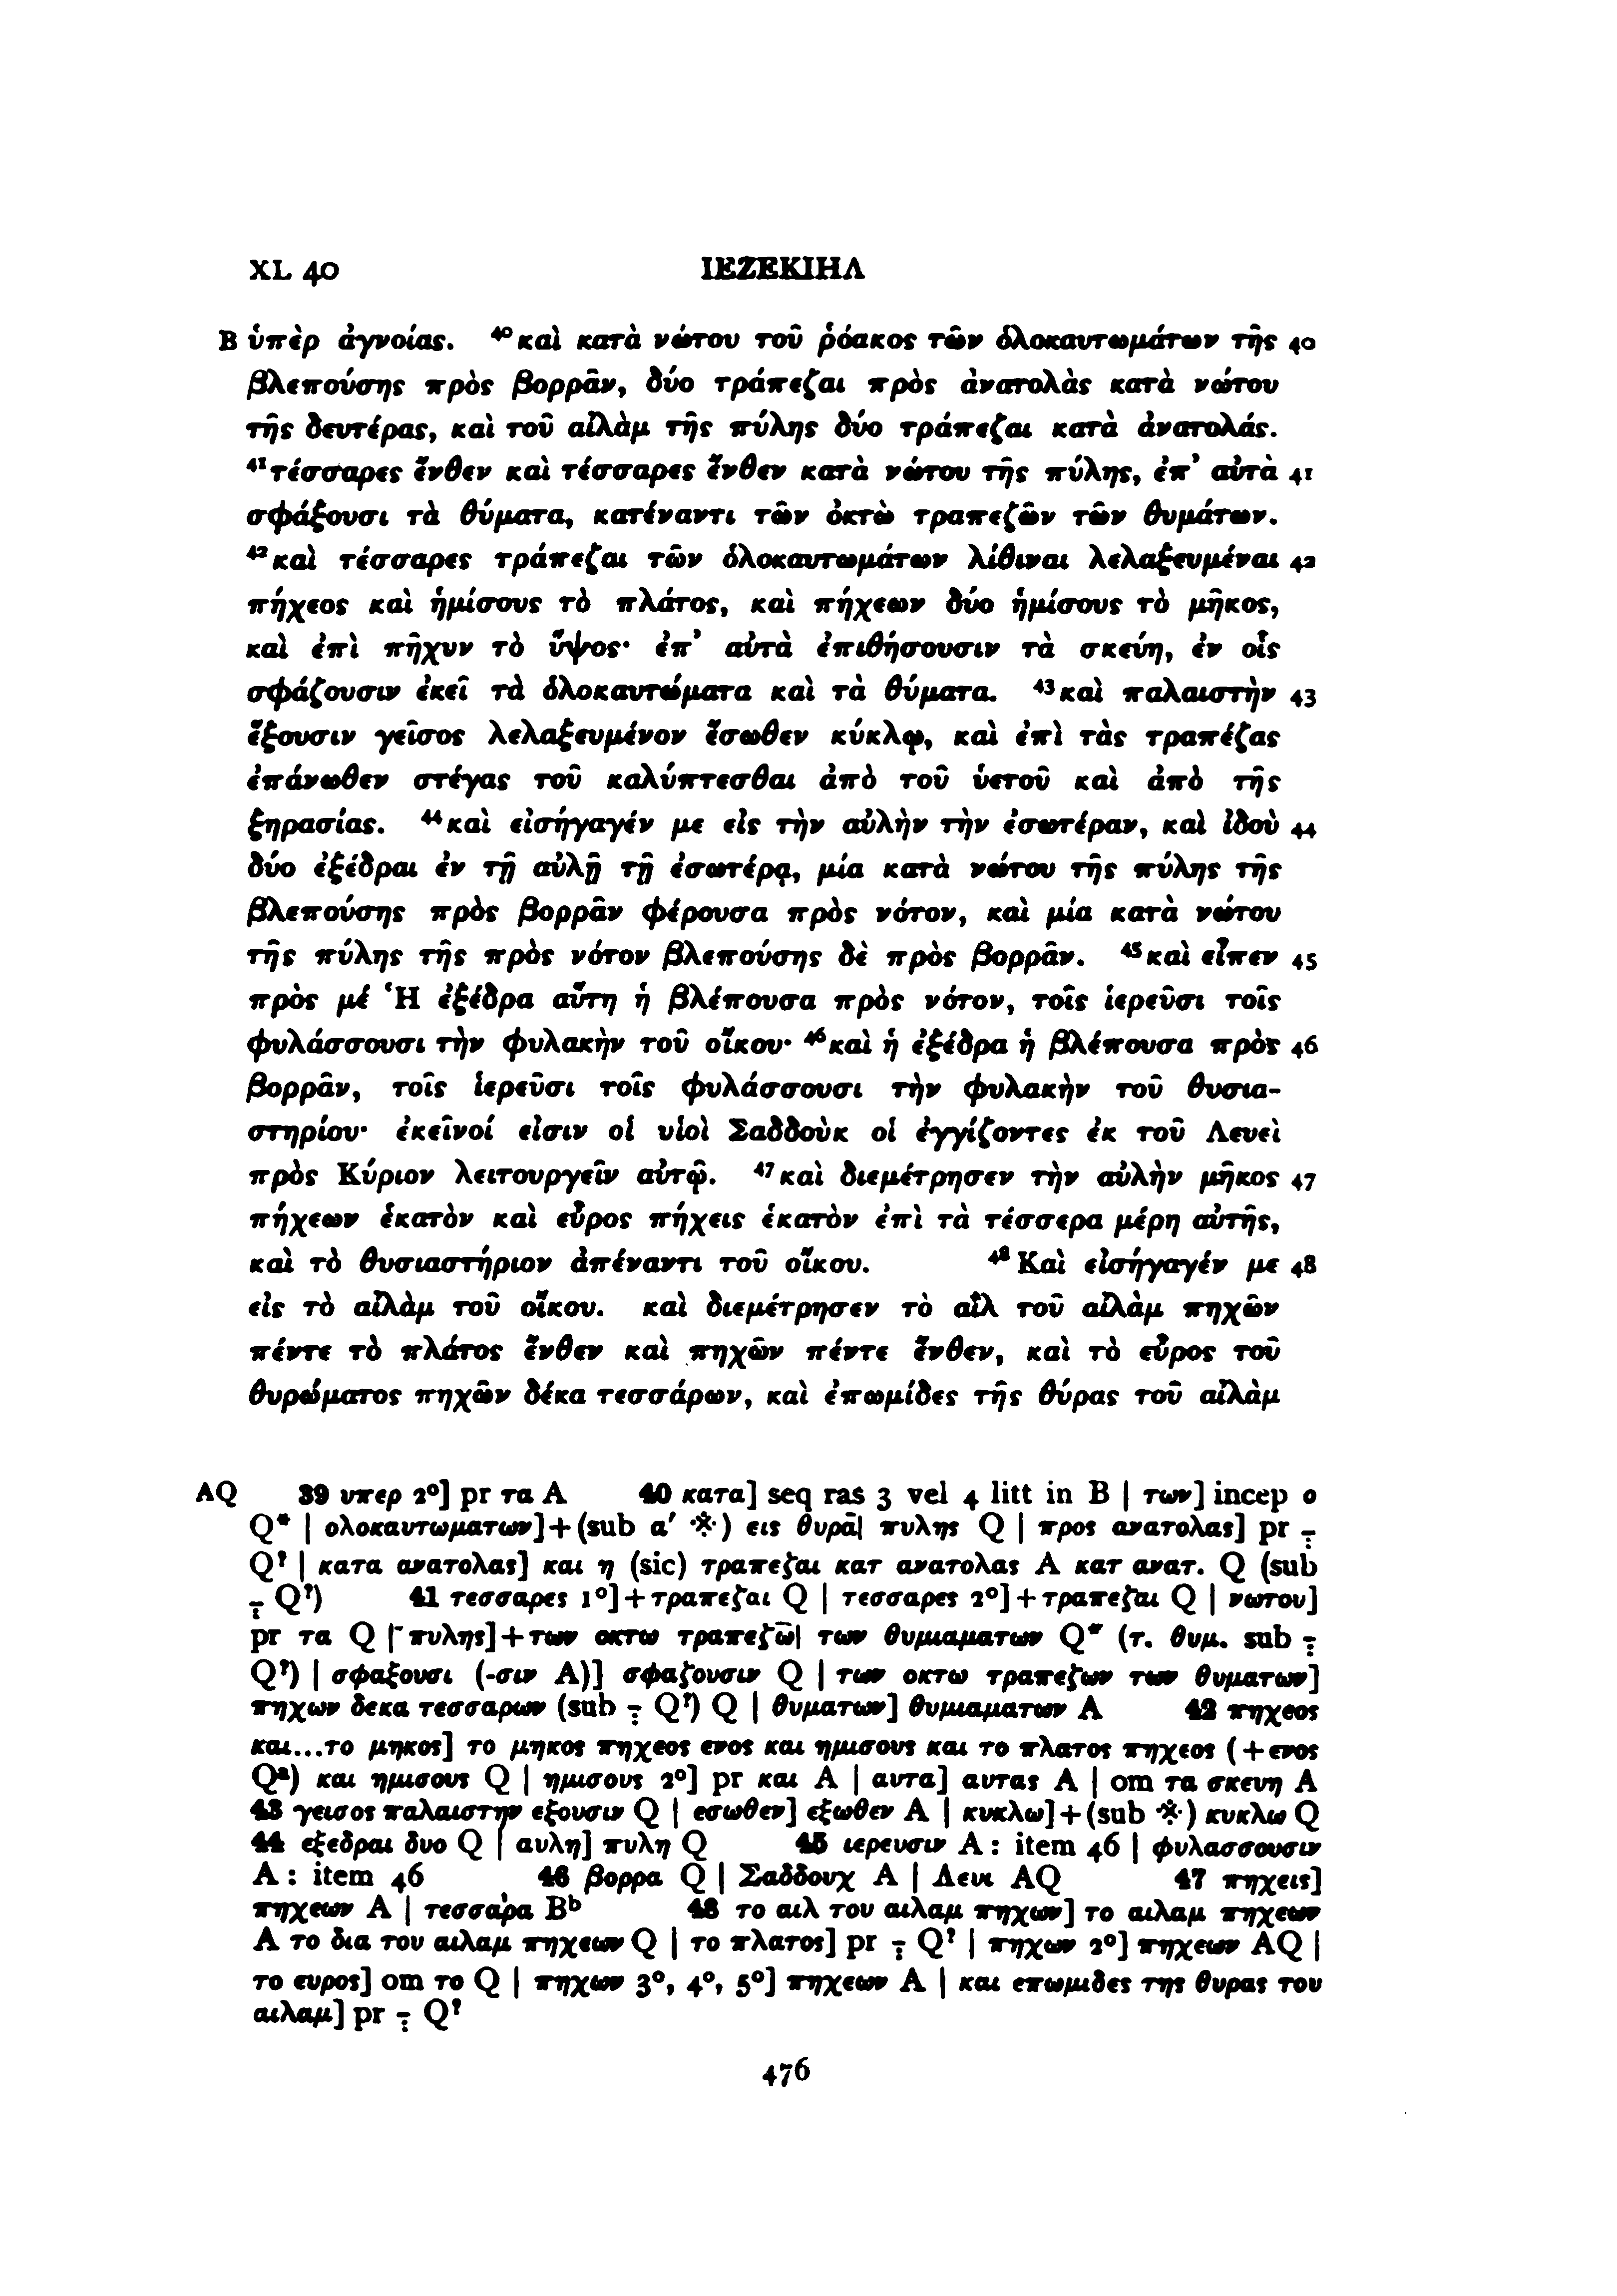 XL 40 ΙΕΖΕΚΙΗΛ
B ὑπὲρ ἀγνοίας. ⁴⁰καὶ κατὰ νώτου τοῦ ῥόακος τῶν ὁλοκαυτωμάτων τῆς 40
βλεπούσης πρὸς βορρᾶν, δύο τράπεζαι πρὸς ἀνατολὰς κατὰ νώτου
τῆς δευτέρας, καὶ τοῦ αἰλὰμ τῆς πύλης δύο τράπεζαι κατὰ ἀνατολάς.
⁴¹τέσσαρες ἔνθεν καὶ τέσσαρες ἔνθεν κατὰ νώτου τῆς πύλης, ἐπ’ αὐτὰ 41
σφάξουσι τὰ θύματα, κατέναντι τῶν ὀκτὼ τραπεζῶν τῶν θυμάτων.
⁴²καὶ τέσσαρες τράπεζαι τῶν ὁλοκαυτωμάτων λίθιναι λελαξευμέναι 42
πήχεος καὶ ἡμίσους τὸ πλάτος, καὶ πήχεων δύο ἡμίσους τὸ μῆκος,
καὶ ἐπὶ πῆχυν τὸ ὕψος· ἐπ’ αὐτὰ ἐπιθήσουσιν τὰ σκεύη, ἐν οἷς
σφάζουσιν ἐκεῖ τὰ ὁλοκαυτώματα καὶ τὰ θύματα. ⁴³καὶ παλαιστὴν 43
ἕξουσιν γεῖσος λελαξευμένον ἔσωθεν κύκλῳ, καὶ ἐπὶ τὰς τραπέζας
ἐπάνωθεν στέγας τοῦ καλύπτεσθαι ἀπὸ τοῦ ὑετοῦ καὶ ἀπὸ τῆς
ξηρασίας. ⁴⁴καὶ εἰσήγαγέν με εἰς τὴν αὐλὴν τὴν ἐσωτέραν, καὶ ἰδοὺ 44
δύο ἐξέδραι ἐν τῇ αὐλῇ τῇ ἐσωτέρᾳ, μία κατὰ νώτου τῆς πύλης τῆς
βλεπούσης πρὸς βορρᾶν φέρουσα πρὸς νότον, καὶ μία κατὰ νώτου
τῆς πύλης τῆς πρὸς νότον βλεπούσης δὲ πρὸς βορρᾶν. ⁴⁵καὶ εἶπεν 45
πρὸς μέ Ἡ ἐξέδρα αὕτη ἡ βλέπουσα πρὸς νότον, τοῖς ἱερεῦσι τοῖς
φυλάσσουσι τὴν φυλακὴν τοῦ οἴκου· ⁴⁶καὶ ἡ ἐξέδρα ἡ βλέπουσα πρὸς 46
βορρᾶν, τοῖς ἱερεῦσι τοῖς φυλάσσουσι τὴν φυλακὴν τοῦ θυσια-
στηρίου· ἐκεῖνοί εἰσιν οἱ υἱοὶ Σαδδοὺκ οἱ ἐγγίζοντες ἐκ τοῦ Λευεὶ
πρὸς Κύριον λειτουργεῖν αὐτῷ. ⁴⁷καὶ διεμέτρησεν τὴν αὐλὴν μῆκος 47
πήχεων ἑκατὸν καὶ εὖρος πήχεις ἑκατὸν ἐπὶ τὰ τέσσερα μέρη αὐτῆς,
καὶ τὸ θυσιαστήριον ἀπέναντι τοῦ οἴκου. ⁴⁸Καὶ εἰσήγαγέν με 48
εἰς τὸ αἰλὰμ τοῦ οἴκου. καὶ διεμέτρησεν τὸ αἲλ τοῦ αἰλὰμ πηχῶν
πέντε τὸ πλάτος ἔνθεν καὶ πηχῶν πέντε ἔνθεν, καὶ τὸ εὖρος τοῦ
θυρώματος πηχῶν δέκα τεσσάρων, καὶ ἐπωμίδες τῆς θύρας τοῦ αἰλὰμ
AQ 39 υπερ 2°] pr τα A 40 κατα] seq ras 3 vel 4 litt in B | των] incep ο
Q* | ολοκαυτωματων]+(sub α′ ※) εις θυρα̅| πυλης Q | προς ανατολας] pr ÷
Q? | κατα ανατολας] και η (sic) τραπεζαι κατ ανατολας A κατ ανατ. Q (sub
÷ Q?) 41 τεσσαρες 1°]+τραπεζαι Q | τεσσαρες 2°]+τραπεζαι Q | νωτου]
pr τα Q | πυλης]+των οκτω τραπεζω̅| των θυμιαματων Q* (τ. θυμ. sub ÷
Q?) | σφαξουσι (-σιν A)] σφαζουσιν Q | των οκτω τραπεζων των θυματων]
πηχων δεκα τεσσαρων (sub ÷ Q?) Q | θυματων] θυμιαματων A 42 πηχεος
και...το μηκος] το μηκος πηχεος ενος και ημισους και το πλατος πηχεος (+ενος
Qᵃ) και ημισους Q | ημισους 2°] pr και A | αυτα] αυτας A | om τα σκευη A
43 γεισος παλαιστην εξουσιν Q | εσωθεν] εξωθεν A | κυκλω]+(sub ※) κυκλω Q
44 εξεδραι δυο Q | αυλη] πυλη Q 45 ιερευσιν A: item 46 | φυλασσουσιν
A: item 46 46 βορρα Q | Σαδδουχ A | Λευι AQ 47 πηχεις]
πηχεων A | τεσσαρα Bᵇ 48 το αιλ του αιλαμ πηχων] το αιλαμ πηχεων
A το δια του αιλαμ πηχεων Q | το πλατος] pr ÷ Q? | πηχων 2°] πηχεων AQ |
το ευρος] om το Q | πηχων 3°, 4°, 5°] πηχεων A | και επωμιδες της θυρας του
αιλαμ] pr ÷ Q?
476